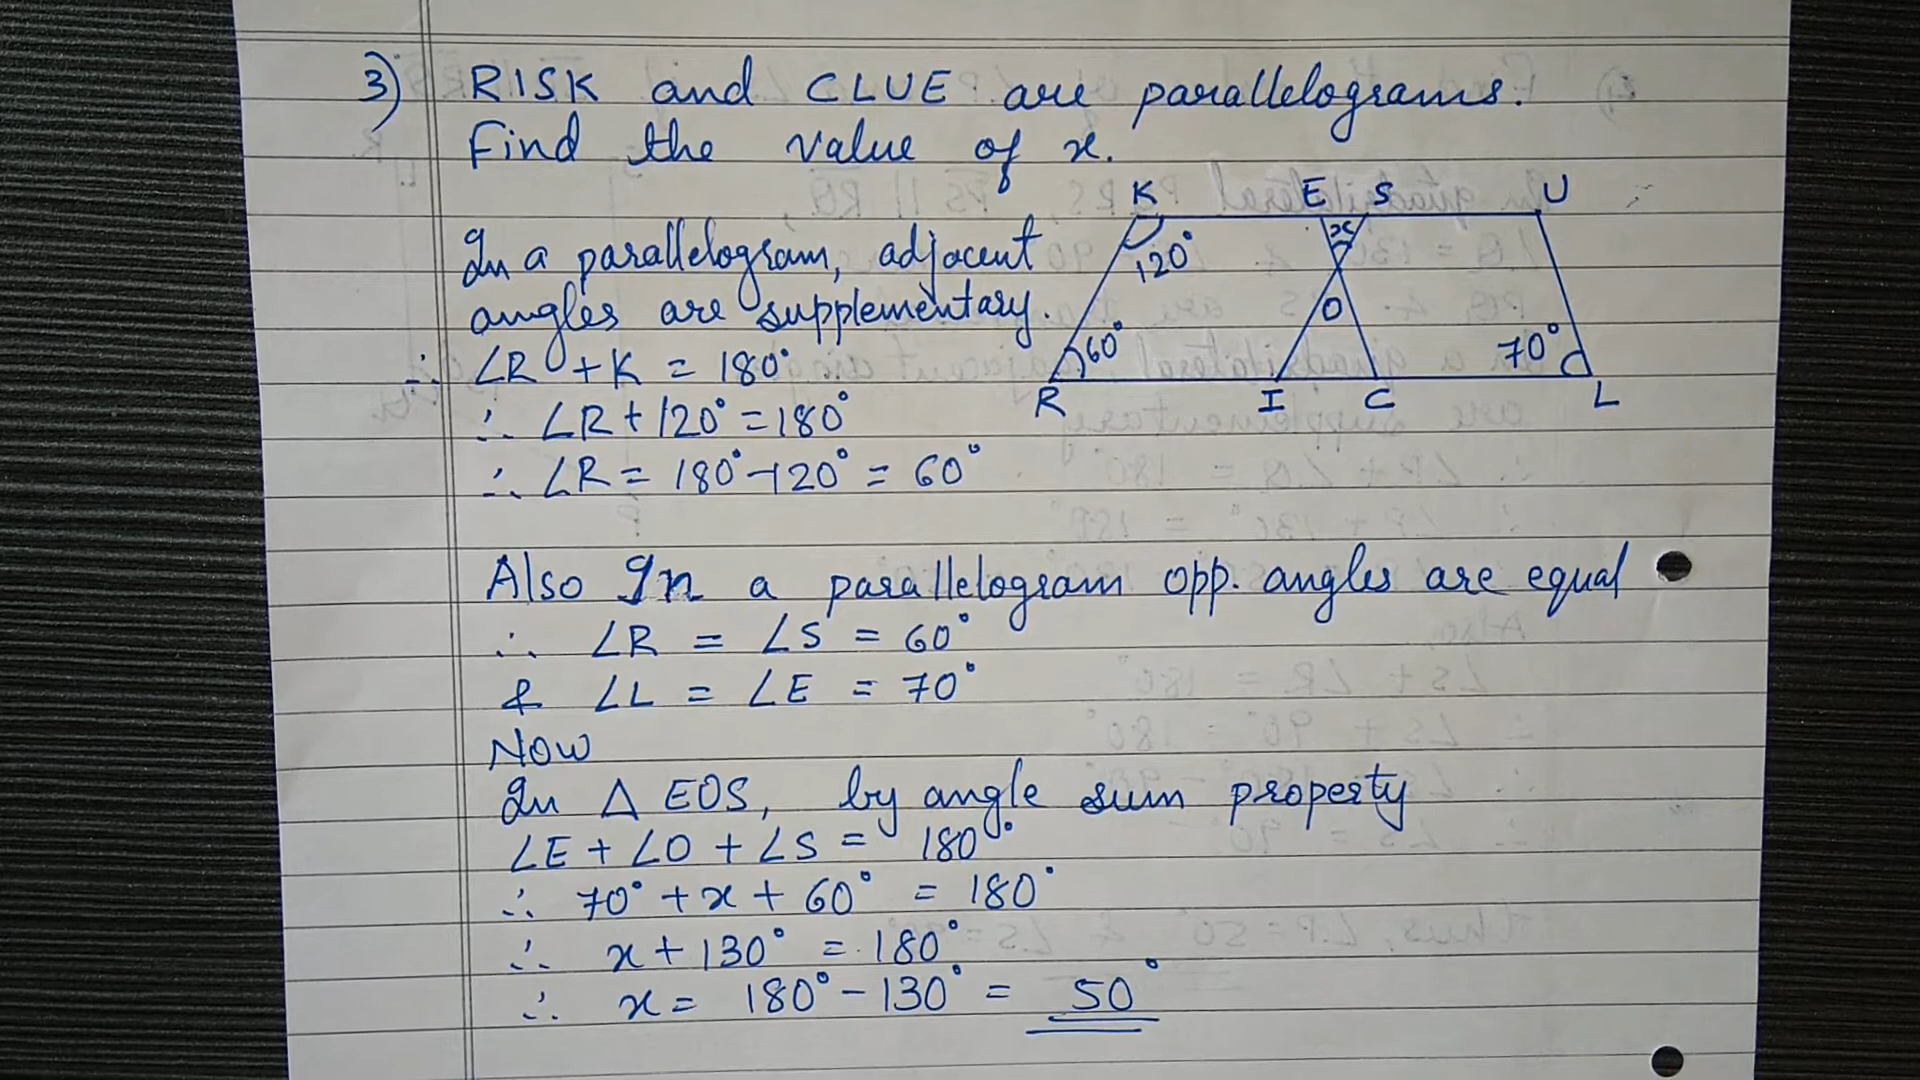 3) RISK and CLUE are parallelograms.
Find the value of x.
K E S U
In a parallelogram, adjacent
angles are supplementary.
120° x
O
60° 70°
R I C L
∴ ∠R + K = 180°
∴ ∠R + 120° = 180°
∴ ∠R = 180° - 120° = 60°
Also In a parallelogram opp. angles are equal
∴ ∠R = ∠S = 60°
& ∠L = ∠E = 70°
Now
In △ EOS, by angle sum property
∠E + ∠O + ∠S = 180°
∴ 70° + x + 60° = 180°
∴ x + 130° = 180°
∴ x = 180° - 130° = 50°